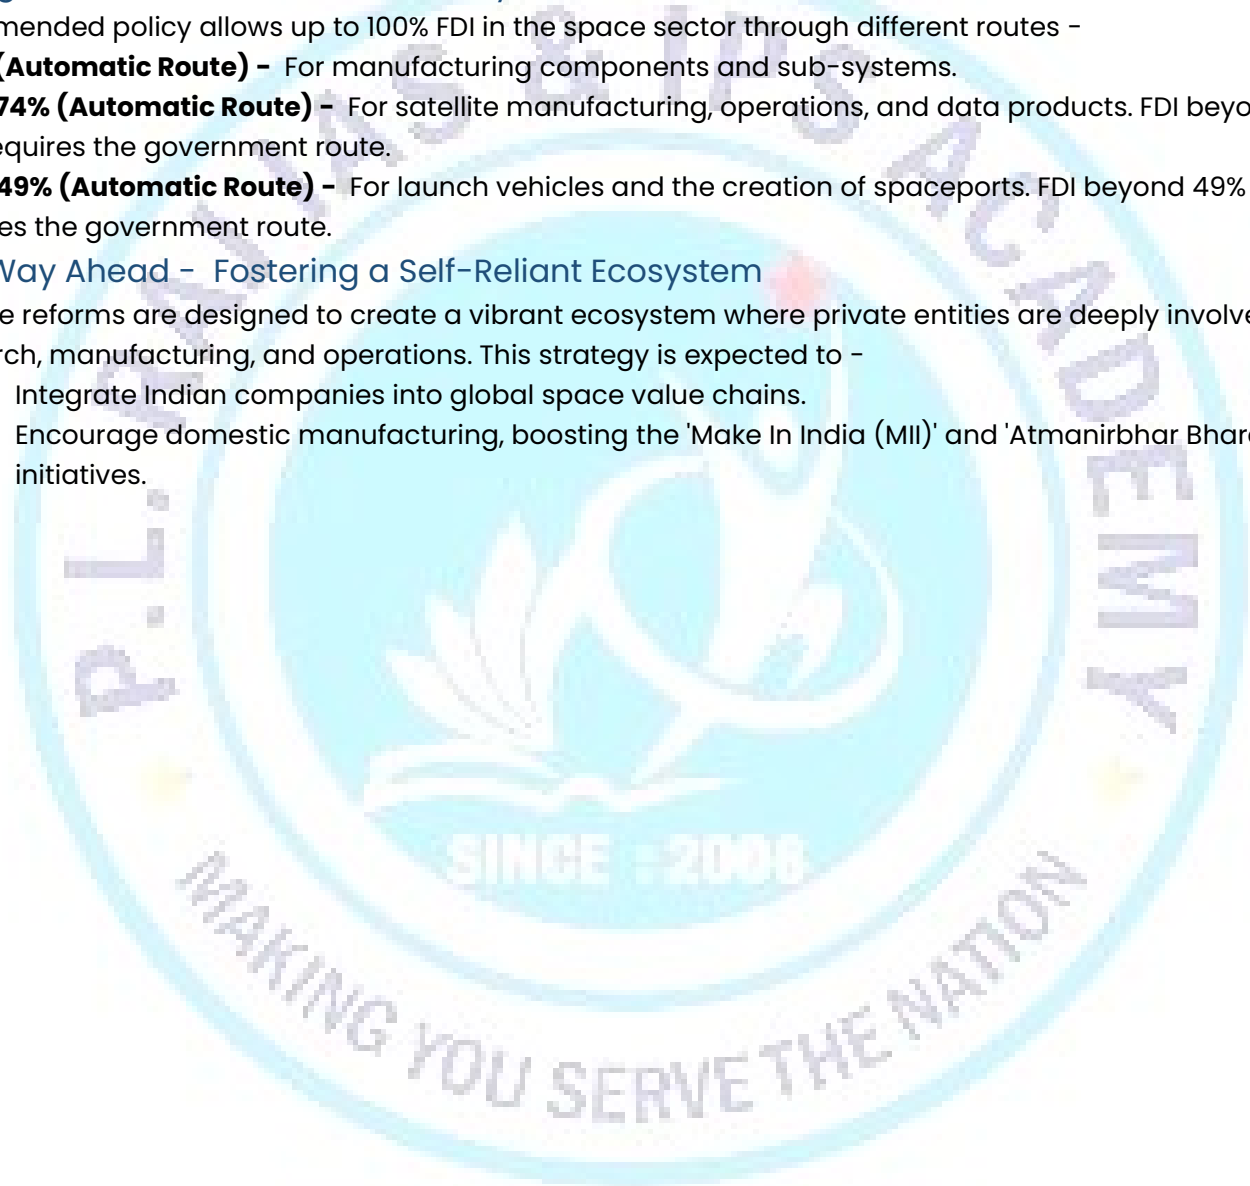 mended policy allows up to 100% FDI in the space sector through different routes -
(Automatic Route) - For manufacturing components and sub-systems.
74% (Automatic Route) - For satellite manufacturing, operations, and data products. FDI beyo
equires the government route.
49% (Automatic Route) - For launch vehicles and the creation of spaceports. FDI beyond 49%
es the government route.
Way Ahead - Fostering a Self-Reliant Ecosystem
e reforms are designed to create a vibrant ecosystem where private entities are deeply involve
rch, manufacturing, and operations. This strategy is expected to -
Integrate Indian companies into global space value chains.
Encourage domestic manufacturing, boosting the 'Make In India (MII)' and 'Atmanirbhar Bhar
initiatives.
P.L. RAJ IAS & IPS ACADEMY
SINCE : 2006
MAKING YOU SERVE THE NATION